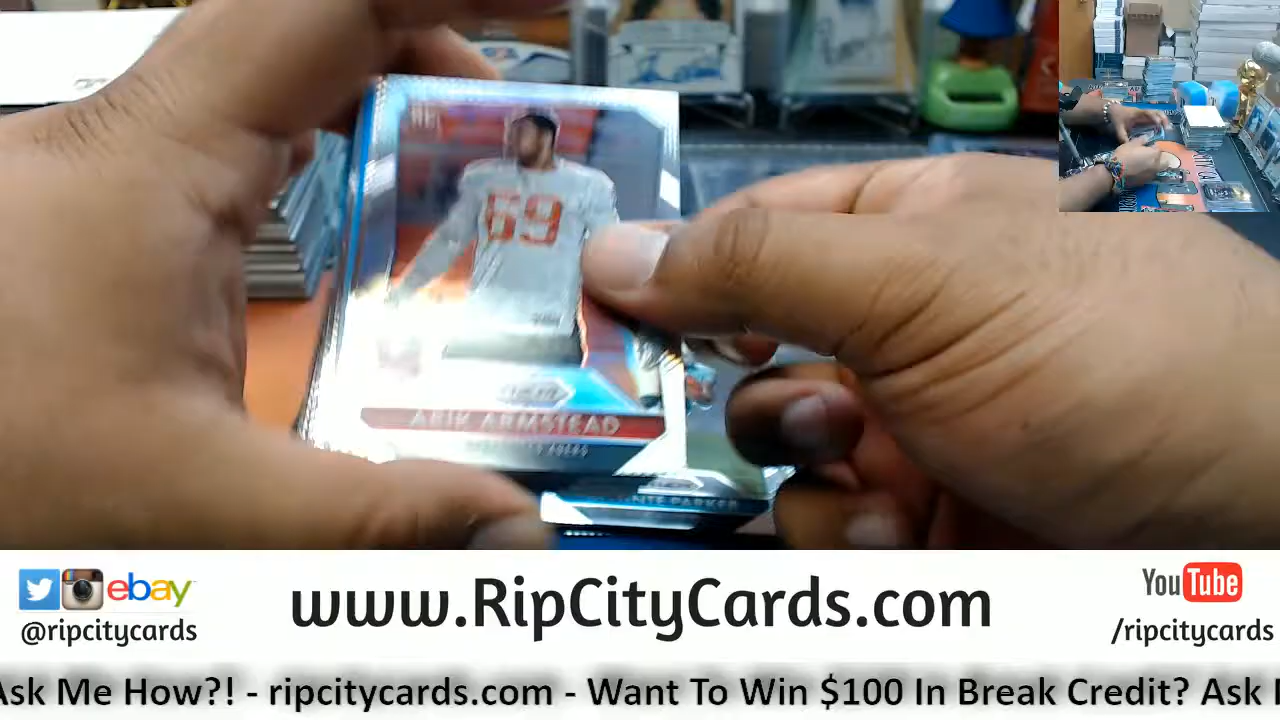 69
ARIK ARMSTEAD
PARKER
ebay
@ripcitycards
www.RipCityCards.com
YouTube
/ripcitycards
Ask Me How?! - ripcitycards.com - Want To Win $100 In Break Credit? Ask